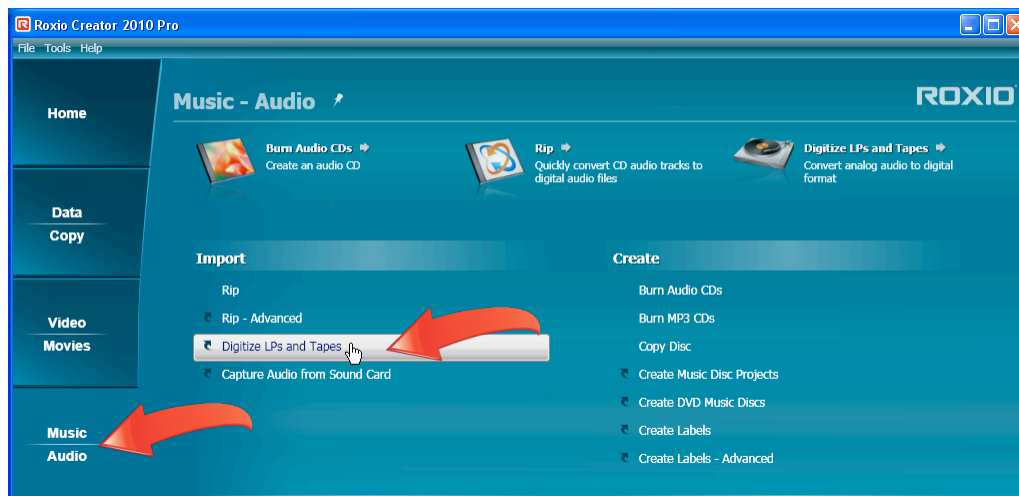 Roxio Creator 2010 Pro
File Tools Help
Home
Data
Copy
Video
Movies
Music
Audio
Music - Audio
ROXIO
Burn Audio CDs
Create an audio CD
Rip
Quickly convert CD audio tracks to
digital audio files
Digitize LPs and Tapes
Convert analog audio to digital
format
Import
Rip
Rip - Advanced
Digitize LPs and Tapes
Capture Audio from Sound Card
Create
Burn Audio CDs
Burn MP3 CDs
Copy Disc
Create Music Disc Projects
Create DVD Music Discs
Create Labels
Create Labels - Advanced